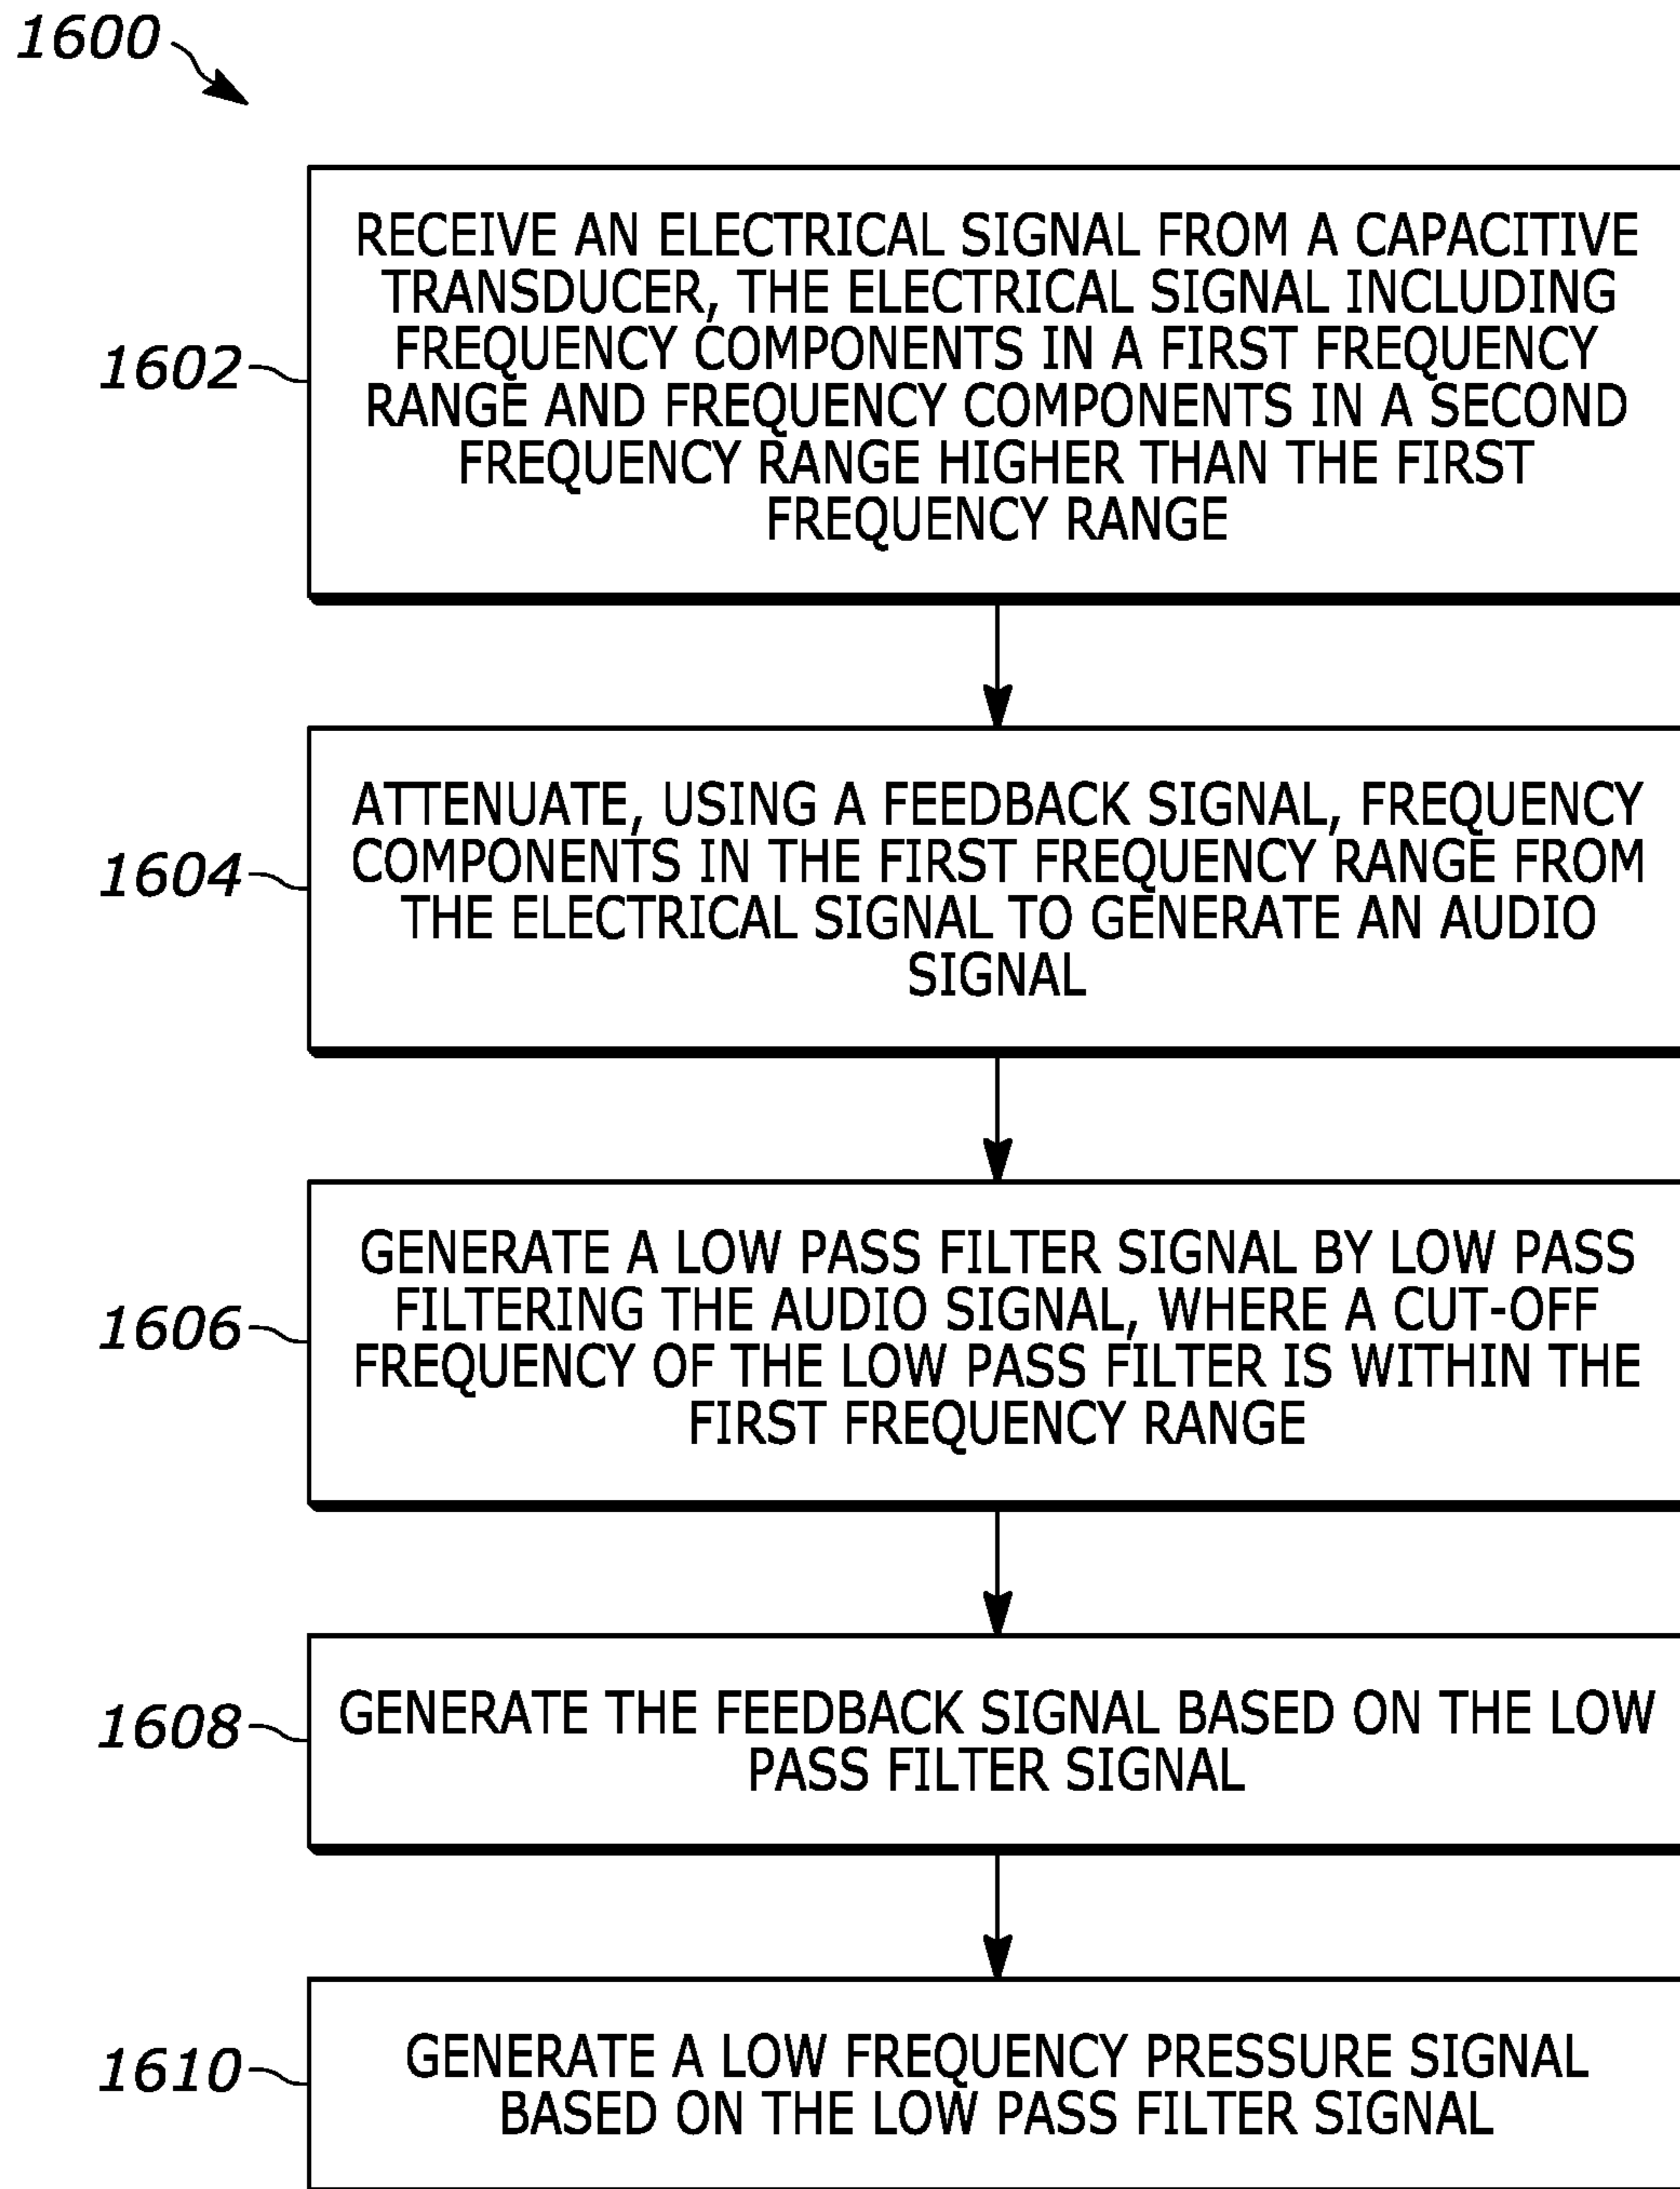 1600
RECEIVE AN ELECTRICAL SIGNAL FROM A CAPACITIVE
TRANSDUCER, THE ELECTRICAL SIGNAL INCLUDING
FREQUENCY COMPONENTS IN A FIRST FREQUENCY
RANGE AND FREQUENCY COMPONENTS IN A SECOND
FREQUENCY RANGE HIGHER THAN THE FIRST
FREQUENCY RANGE
1602
ATTENUATE, USING A FEEDBACK SIGNAL, FREQUENCY
COMPONENTS IN THE FIRST FREQUENCY RANGE FROM
THE ELECTRICAL SIGNAL TO GENERATE AN AUDIO
SIGNAL
1604
GENERATE A LOW PASS FILTER SIGNAL BY LOW PASS
FILTERING THE AUDIO SIGNAL, WHERE A CUT-OFF
FREQUENCY OF THE LOW PASS FILTER IS WITHIN THE
FIRST FREQUENCY RANGE
1606
GENERATE THE FEEDBACK SIGNAL BASED ON THE LOW
PASS FILTER SIGNAL
1608
GENERATE A LOW FREQUENCY PRESSURE SIGNAL
BASED ON THE LOW PASS FILTER SIGNAL
1610